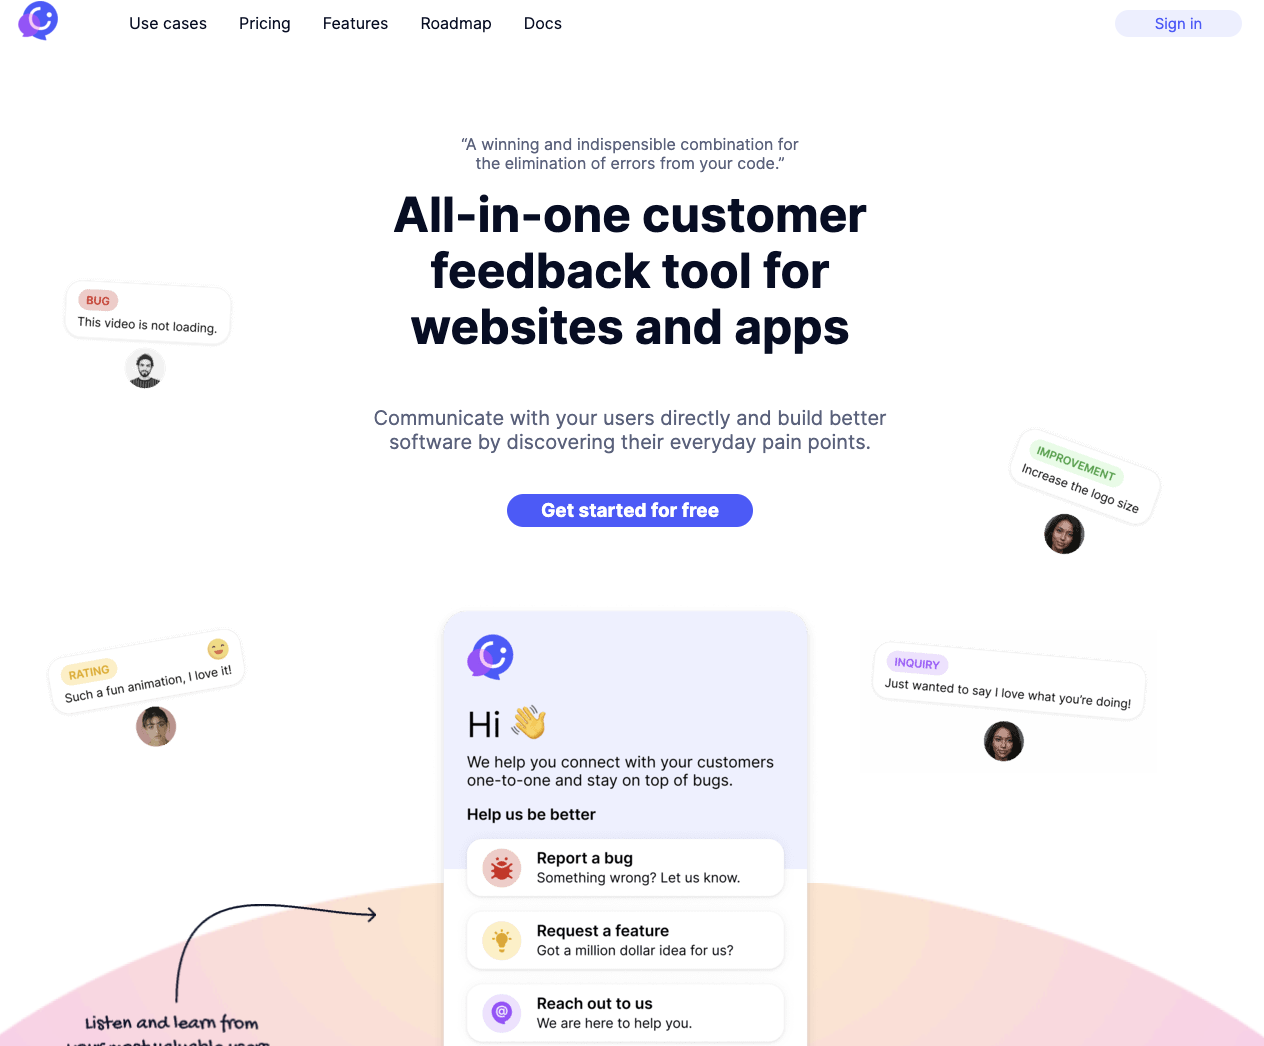 Use cases
Pricing
Features
Roadmap
Docs
Sign in
“A winning and indispensible combination for
the elimination of errors from your code.”
All-in-one customer
feedback tool for
websites and apps
BUG
This video is not loading.
Communicate with your users directly and build better
software by discovering their everyday pain points.
IMPROVEMENT
Increase the logo size
Get started for free
RATING
Such a fun animation, I love it!
INQUIRY
Just wanted to say I love what you're doing!
Hi 👋
We help you connect with your customers
one-to-one and stay on top of bugs.
Help us be better
Report a bug
Something wrong? Let us know.
Request a feature
Got a million dollar idea for us?
Reach out to us
We are here to help you.
Listen and learn from
your most valuable users